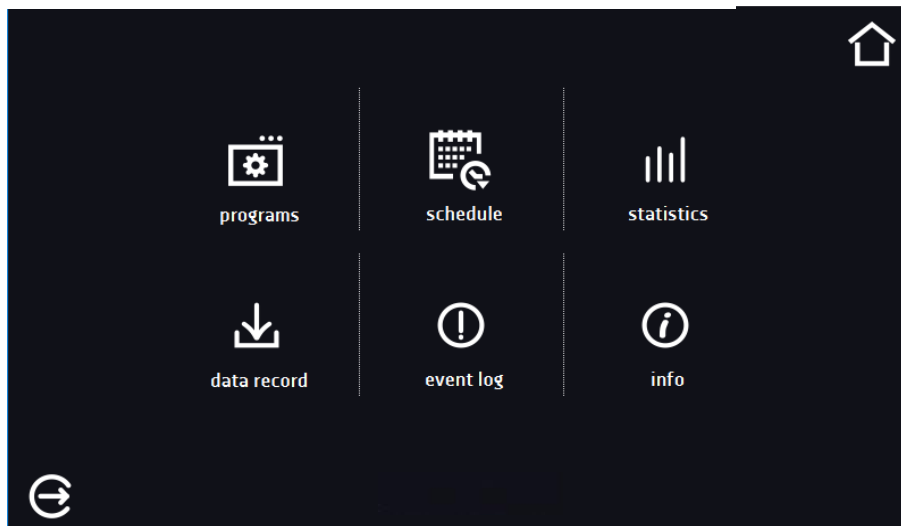 programs
schedule
statistics
data record
event log
info